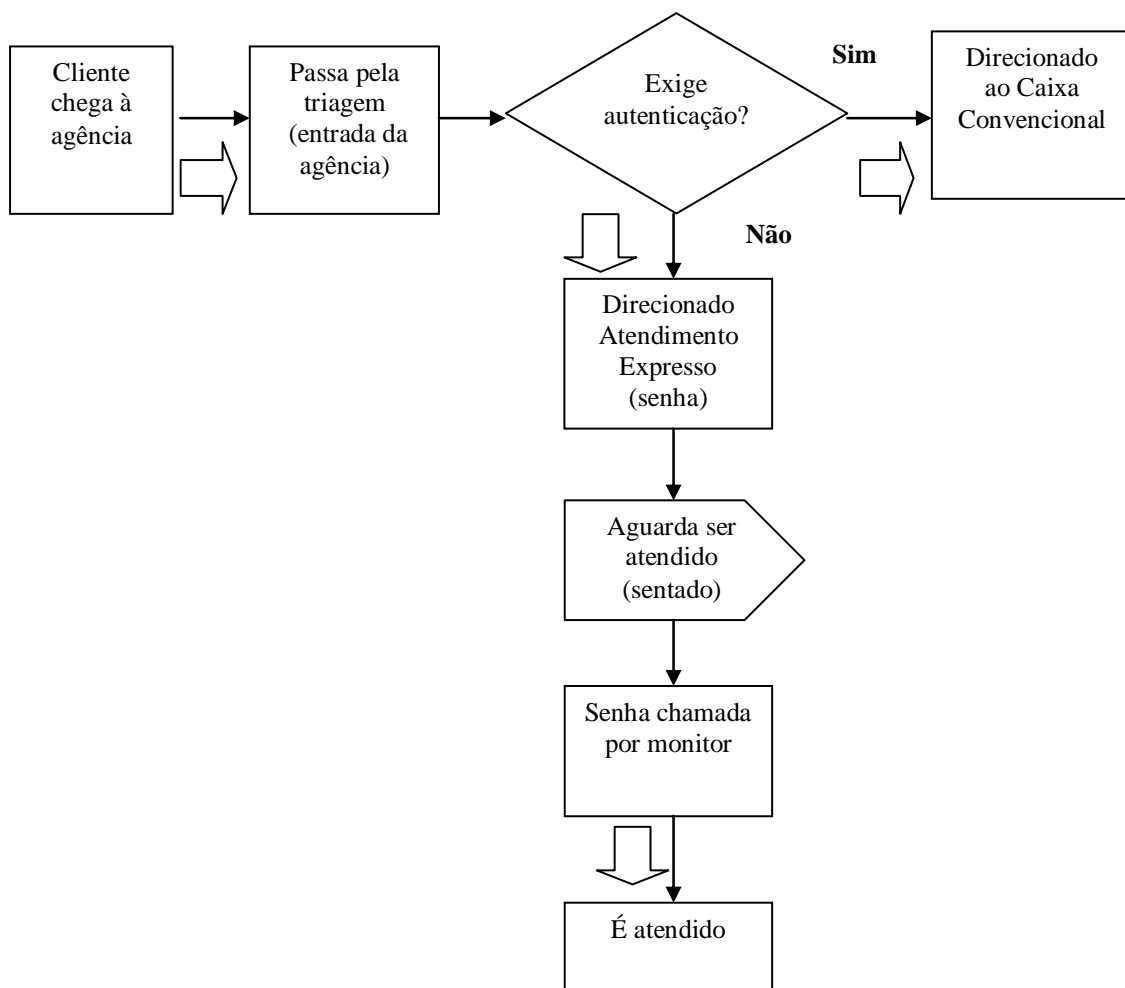 Cliente
chega à
agência
Passa pela
triagem
(entrada da
agência)
Exige
autenticação?
Sim
Direcionado
ao Caixa
Convencional
Não
Direcionado
Atendimento
Expresso
(senha)
Aguarda ser
atendido
(sentado)
Senha chamada
por monitor
É atendido